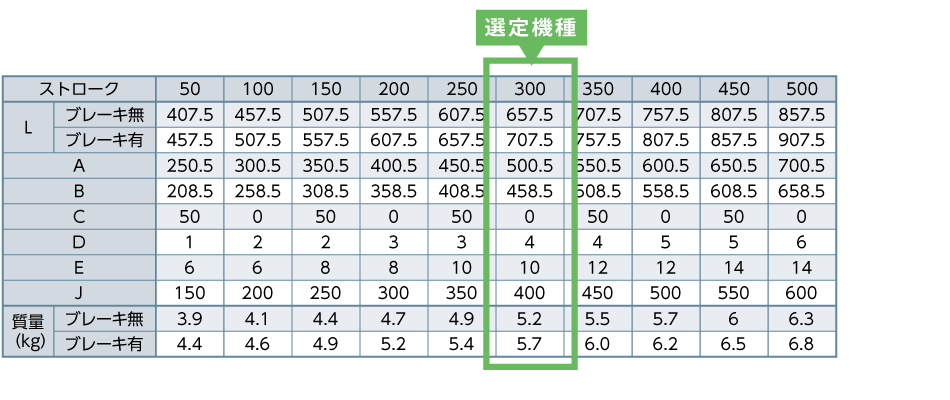 選定機種
ストローク 50 100 150 200 250 300 350 400 450 500
L ブレーキ無 407.5 457.5 507.5 557.5 607.5 657.5 707.5 757.5 807.5 857.5
ブレーキ有 457.5 507.5 557.5 607.5 657.5 707.5 757.5 807.5 857.5 907.5
A 250.5 300.5 350.5 400.5 450.5 500.5 550.5 600.5 650.5 700.5
B 208.5 258.5 308.5 358.5 408.5 458.5 508.5 558.5 608.5 658.5
C 50 0 50 0 50 0 50 0 50 0
D 1 2 2 3 3 4 4 5 5 6
E 6 6 8 8 10 10 12 12 14 14
J 150 200 250 300 350 400 450 500 550 600
質量(kg) ブレーキ無 3.9 4.1 4.4 4.7 4.9 5.2 5.5 5.7 6 6.3
ブレーキ有 4.4 4.6 4.9 5.2 5.4 5.7 6.0 6.2 6.5 6.8